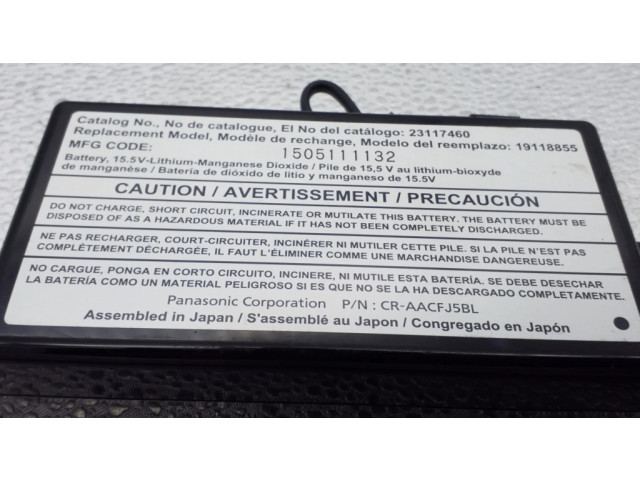 Catalog No., No de catalogue, El No del catálogo: 23117460
Replacement Model, Modèle de rechange, Modelo del reemplazo: 19118855
MFG CODE: 1505111132
Battery, 15.5V-Lithium-Manganese Dioxide / Pile de 15,5 V au lithium-bioxyde
de manganèse / Batería de dióxido de litio y manganeso de 15.5V
CAUTION / AVERTISSEMENT / PRECAUCIÓN
DO NOT CHARGE, SHORT CIRCUIT, INCINERATE OR MUTILATE THIS BATTERY. THE BATTERY MUST BE
DISPOSED OF AS A HAZARDOUS MATERIAL IF IT HAS NOT BEEN COMPLETELY DISCHARGED.
NE PAS RECHARGER, COURT-CIRCUITER, INCINÉRER NI MUTILER CETTE PILE. SI LA PILE N'EST PAS
COMPLÈTEMENT DÉCHARGÉE, IL FAUT L'ÉLIMINER COMME UNE MARCHANDISE DANGEREUSE.
NO CARGUE, PONGA EN CORTO CIRCUITO, INCINERE, NI MUTILE ESTA BATERÍA. SE DEBE DESECHAR
LA BATERÍA COMO UN MATERIAL PELIGROSO SI ES QUE NO SE LA HA DESCARGADO COMPLETAMENTE.
Panasonic Corporation P/N : CR-AACFJ5BL
Assembled in Japan / S'assemblé au Japon / Congregado en Japón